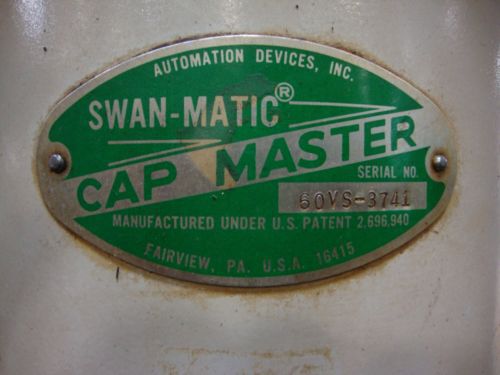 AUTOMATION DEVICES, INC.
SWAN-MATIC®
CAP MASTER
SERIAL NO.
60VS-3741
MANUFACTURED UNDER U.S. PATENT 2,696,940
FAIRVIEW, PA. U.S.A. 16415